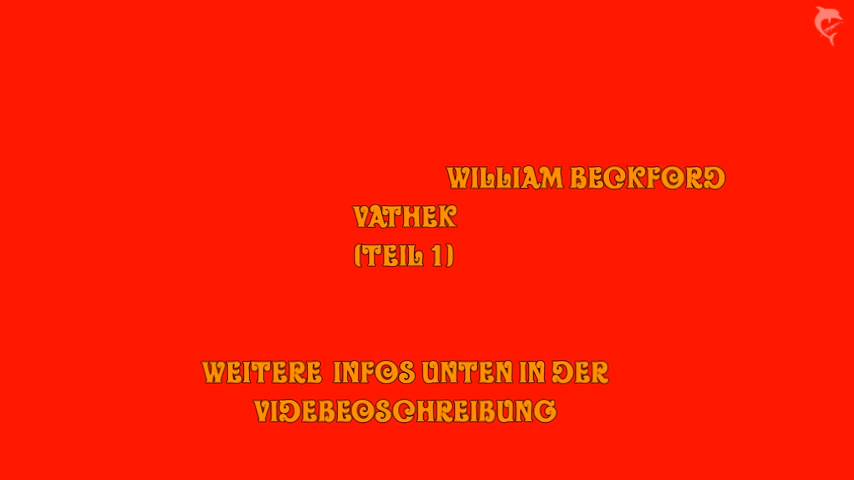 WILLIAM BECKFORD
VATHEK
(TEIL 1)
WEITERE INFOS UNTEN IN DER
VIDEBEOSCHREIBUNG